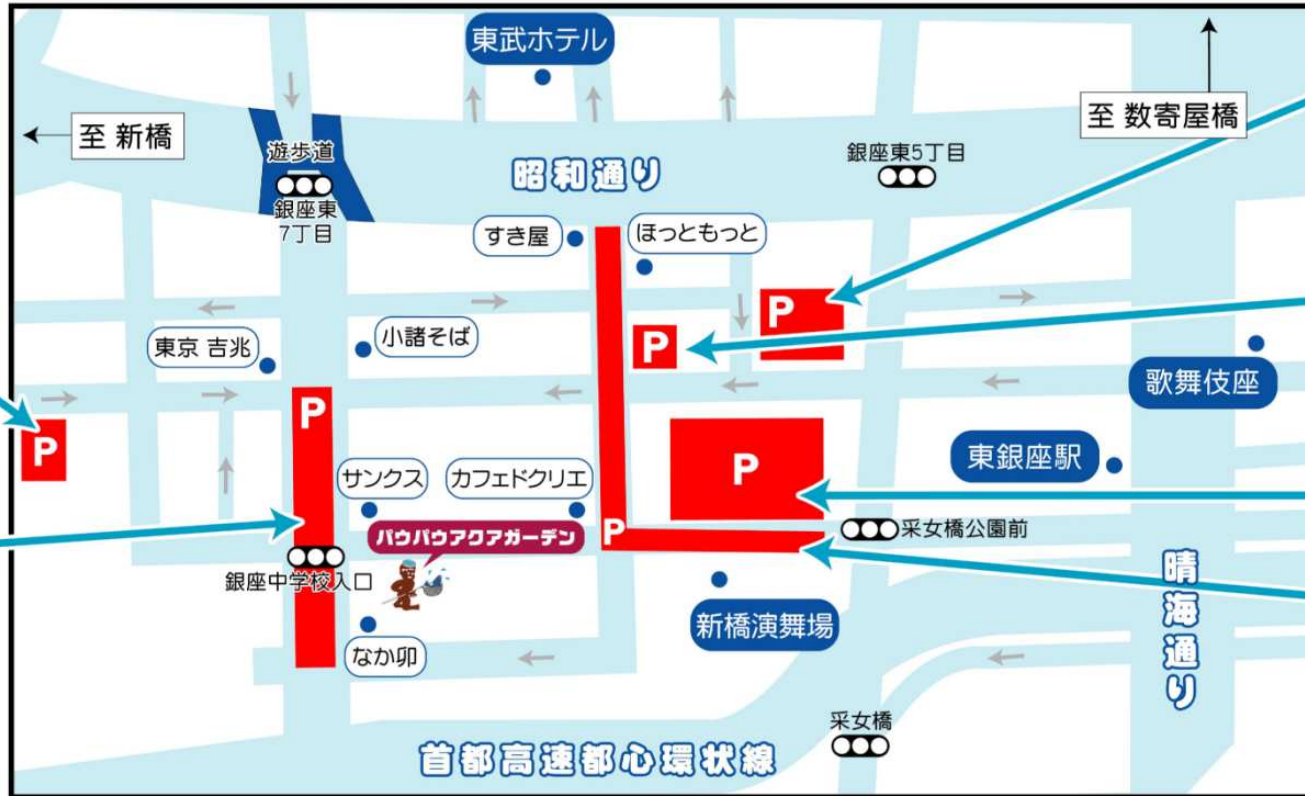 東武ホテル
至 新橋
至 数寄屋橋
遊歩道
銀座東
7丁目
昭和通り
銀座東5丁目
すき屋
ほっともっと
P
東京 吉兆
小諸そば
P
歌舞伎座
P
P
P
東銀座駅
サンクス
カフェドクリエ
パウパウアクアガーデン
P
采女橋公園前
銀座中学校入口
新橋演舞場
晴海通り
なか卯
采女橋
首都高速都心環状線